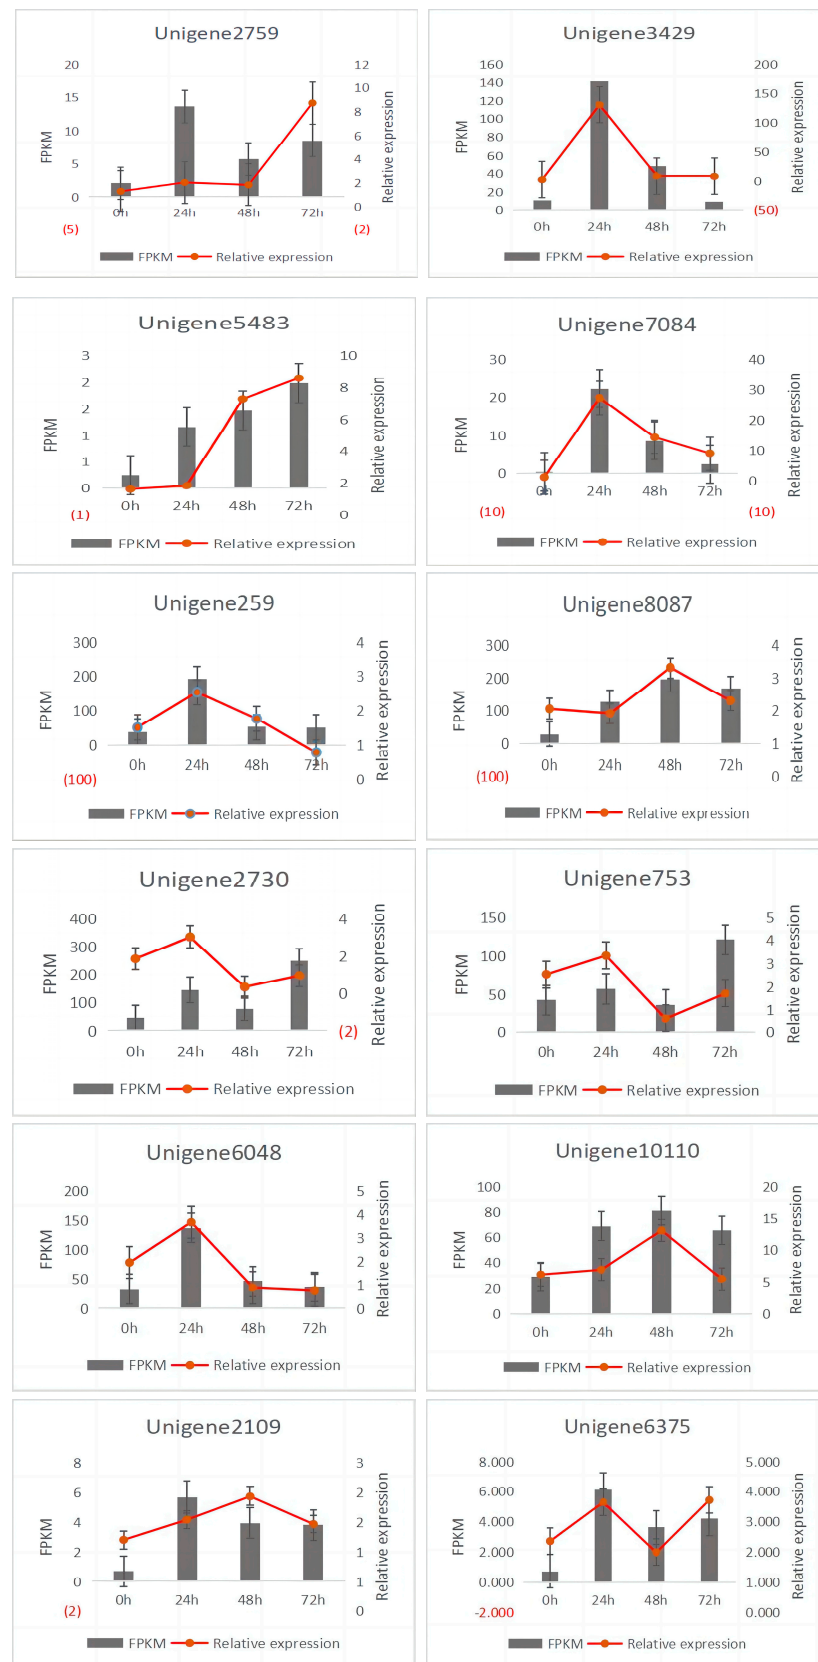 Unigene2759
20 12
15 10
10 8
5 6
0 4
2
0
(5) (2)
FPKM
Relative expression
0h 24h 48h 72h
FPKM Relative expression
Unigene3429
160 200
140 150
120 100
100 50
80 0
60 (50)
40
20
0
FPKM
Relative expression
0h 24h 48h 72h
FPKM Relative expression
Unigene5483
3 10
2 8
2 6
1 4
1 2
0 0
(1)
FPKM
Relative expression
0h 24h 48h 72h
FPKM Relative expression
Unigene7084
30 40
20 30
10 20
0 10
(10) 0
(10)
FPKM
Relative expression
0h 24h 48h 72h
FPKM Relative expression
Unigene259
300 4
200 3
100 2
0 1
(100) 0
FPKM
Relative expression
0h 24h 48h 72h
FPKM Relative expression
Unigene8087
300 4
200 3
100 2
0 1
(100) 0
FPKM
Relative expression
0h 24h 48h 72h
FPKM Relative expression
Unigene2730
400 4
300 2
200 0
100 (2)
0
FPKM
Relative expression
0h 24h 48h 72h
FPKM Relative expression
Unigene753
150 5
100 4
50 3
0 2
1
0
FPKM
Relative expression
0h 24h 48h 72h
FPKM Relative expression
Unigene6048
200 5
150 4
100 3
50 2
0 1
0
FPKM
Relative expression
0h 24h 48h 72h
FPKM Relative expression
Unigene10110
100 20
80 15
60 10
40 5
20 0
0
FPKM
Relative expression
0h 24h 48h 72h
FPKM Relative expression
Unigene2109
8 3
6 2
4 2
2 1
0 1
(2) 0
FPKM
Relative expression
0h 24h 48h 72h
FPKM Relative expression
Unigene6375
8.000 5.000
6.000 4.000
4.000 3.000
2.000 2.000
0.000 1.000
-2.000 0.000
FPKM
Relative expression
0h 24h 48h 72h
FPKM Relative expression